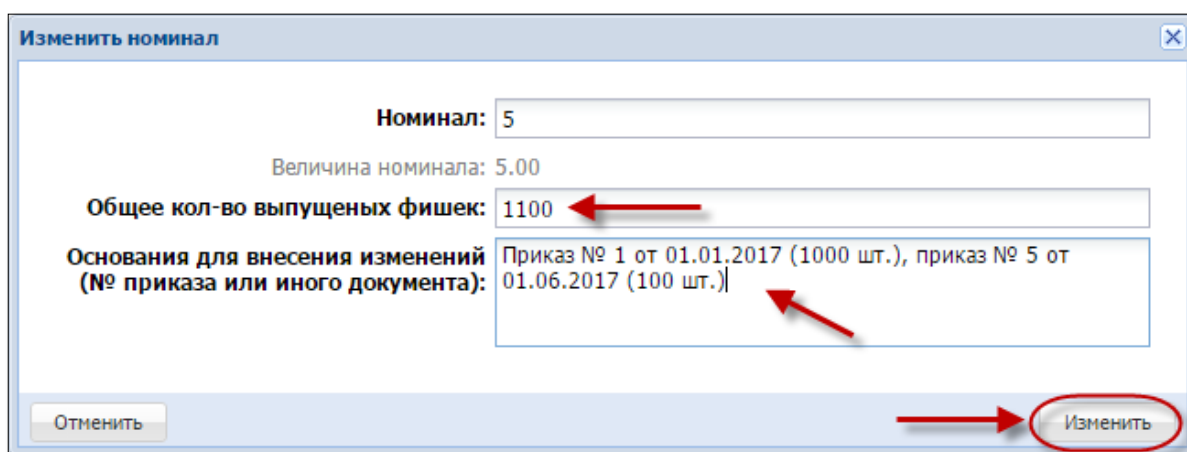 Изменить номинал
Номинал: 5
Величина номинала: 5.00
Общее кол-во выпущеных фишек: 1100
Основания для внесения изменений
(№ приказа или иного документа):
Приказ № 1 от 01.01.2017 (1000 шт.), приказ № 5 от
01.06.2017 (100 шт.)
Отменить
Изменить